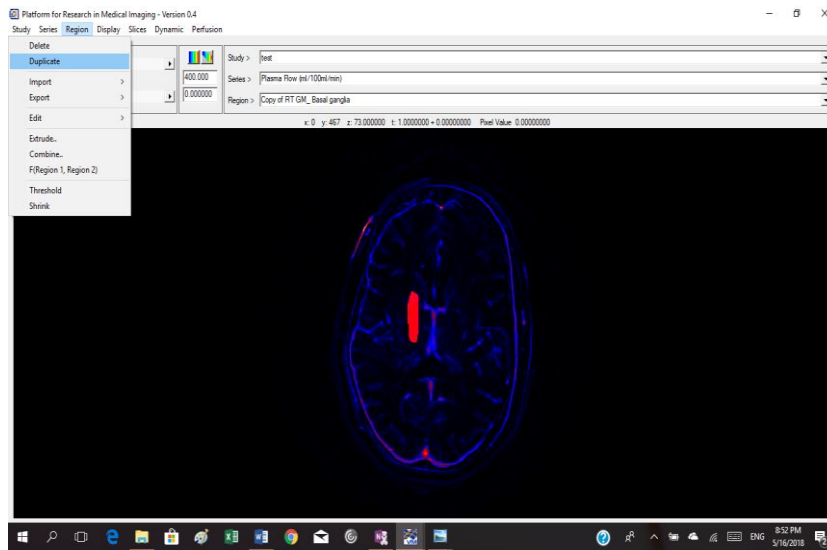 Platform for Research in Medical Imaging - Version 0.4
Study Series Region Display Slices Dynamic Perfusion
Delete
Duplicate
Import >
Export >
Edit >
Extrude..
Combine..
F(Region 1, Region 2)
Threshold
Shrink
400.000
0.000000
Study > test
Series > Plasma Flow (ml/100ml/min)
Region > Copy of RT GM_ Basal ganglia
x: 0 y: 467 z: 73.000000 t: 1.0000000 + 0.00000000 Pixel Value 0.00000000
ENG
8:52 PM
5/16/2018